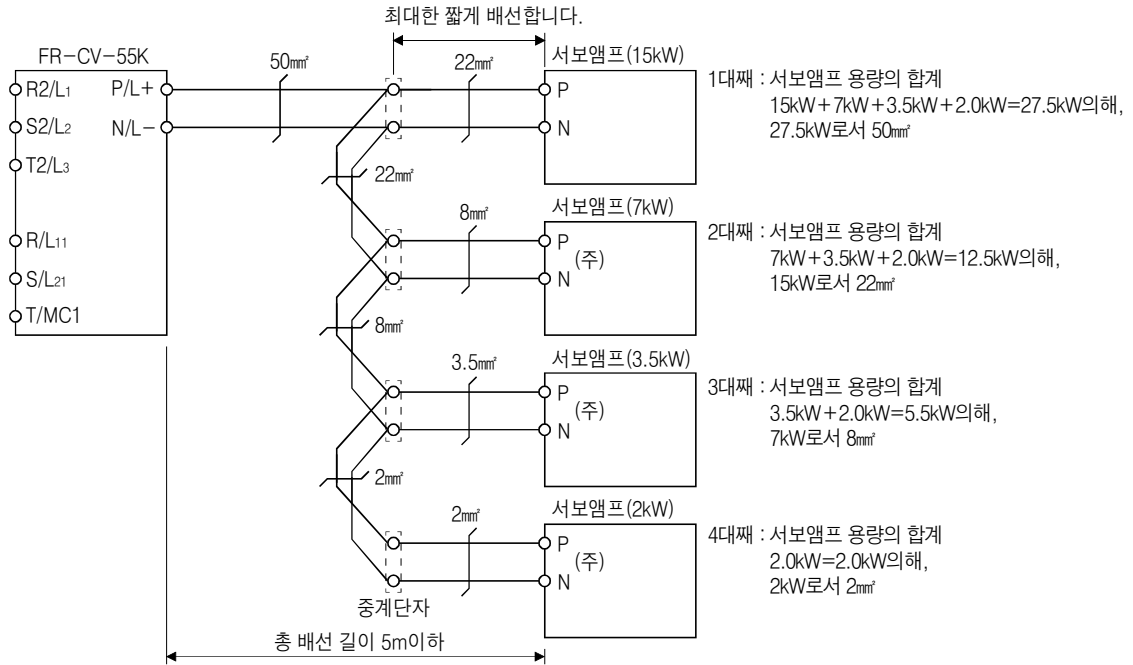 최대한 짧게 배선합니다.
FR-CV-55K
50㎟
22㎟
서보앰프(15kW)
R2/L1
P/L+
S2/L2
N/L-
T2/L3
R/L11
S/L21
T/MC1
P
N
1대째 : 서보앰프 용량의 합계
15kW+7kW+3.5kW+2.0kW=27.5kW의해,
27.5kW로서 50㎟
22㎟
8㎟
서보앰프(7kW)
P
(주)
N
2대째 : 서보앰프 용량의 합계
7kW+3.5kW+2.0kW=12.5kW의해,
15kW로서 22㎟
8㎟
3.5㎟
서보앰프(3.5kW)
P
(주)
N
3대째 : 서보앰프 용량의 합계
3.5kW+2.0kW=5.5kW의해,
7kW로서 8㎟
2㎟
2㎟
서보앰프(2kW)
P
(주)
N
4대째 : 서보앰프 용량의 합계
2.0kW=2.0kW의해,
2kW로서 2㎟
중계단자
총 배선 길이 5m이하